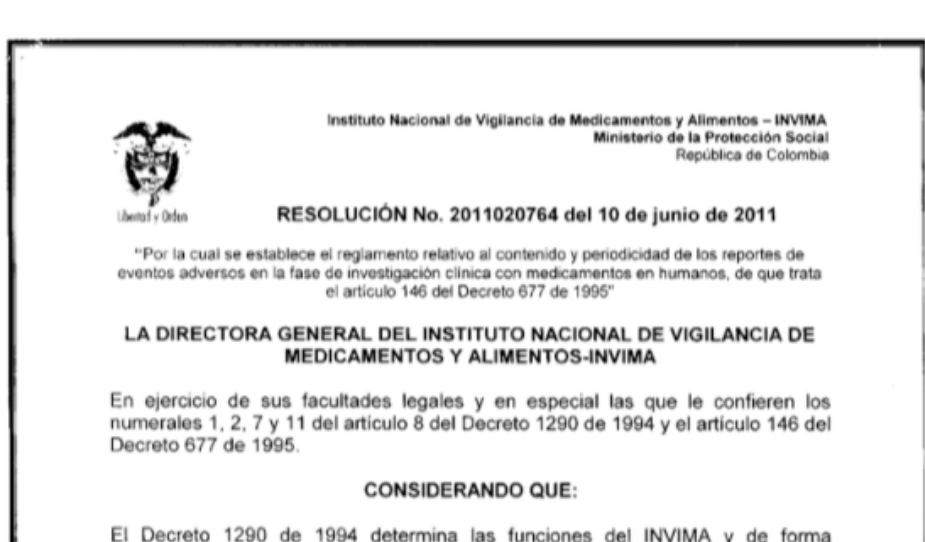 Instituto Nacional de Vigilancia de Medicamentos y Alimentos – INVIMA
Ministerio de la Protección Social
República de Colombia
Libertad y Orden
RESOLUCIÓN No. 2011020764 del 10 de junio de 2011
"Por la cual se establece el reglamento relativo al contenido y periodicidad de los reportes de
eventos adversos en la fase de investigación clínica con medicamentos en humanos, de que trata
el artículo 146 del Decreto 677 de 1995"
LA DIRECTORA GENERAL DEL INSTITUTO NACIONAL DE VIGILANCIA DE
MEDICAMENTOS Y ALIMENTOS-INVIMA
En ejercicio de sus facultades legales y en especial las que le confieren los
numerales 1, 2, 7 y 11 del artículo 8 del Decreto 1290 de 1994 y el artículo 146 del
Decreto 677 de 1995.
CONSIDERANDO QUE:
El Decreto 1290 de 1994 determina las funciones del INVIMA y de forma